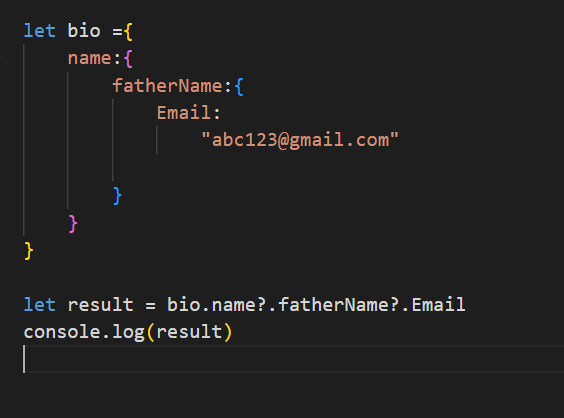 let bio ={
name:{
fatherName:{
Email:
"abc123@gmail.com"
}
}
}
let result = bio.name?.fatherName?.Email
console.log(result)